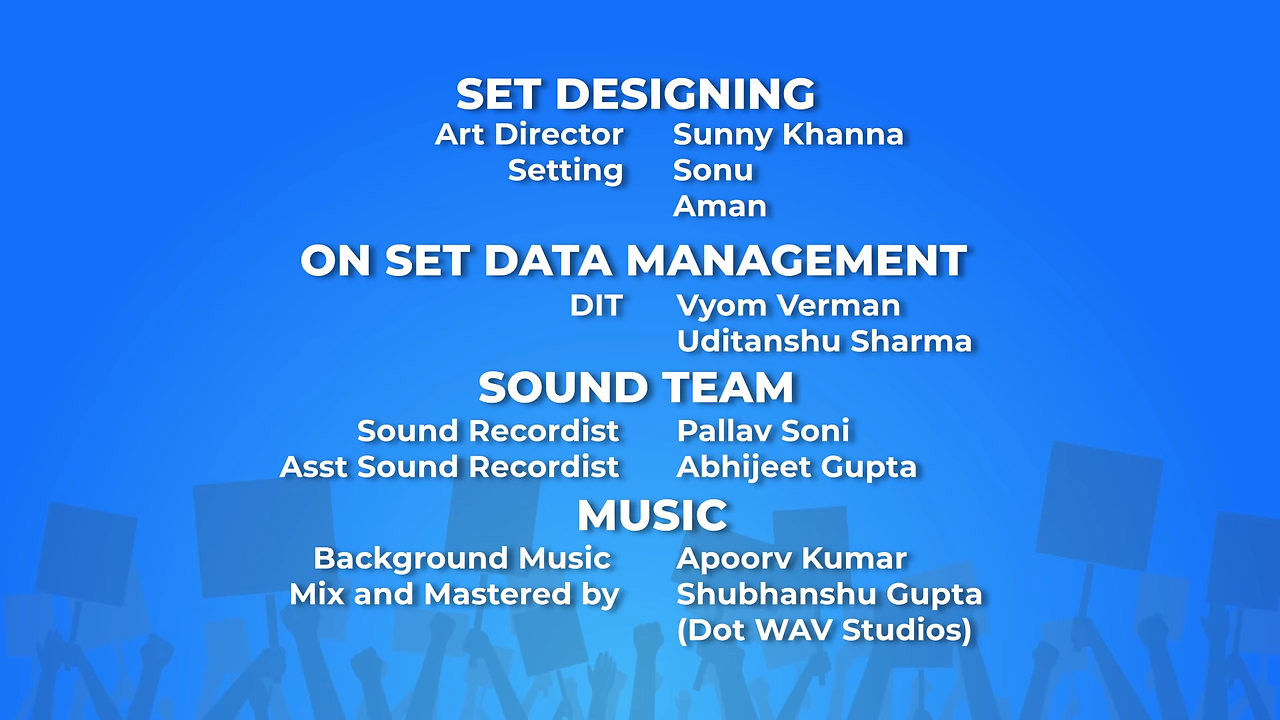 SET DESIGNING
Art Director Sunny Khanna
Setting Sonu
Aman
ON SET DATA MANAGEMENT
DIT Vyom Verman
Uditanshu Sharma
SOUND TEAM
Sound Recordist Pallav Soni
Asst Sound Recordist Abhijeet Gupta
MUSIC
Background Music Apoorv Kumar
Mix and Mastered by Shubhanshu Gupta
(Dot WAV Studios)